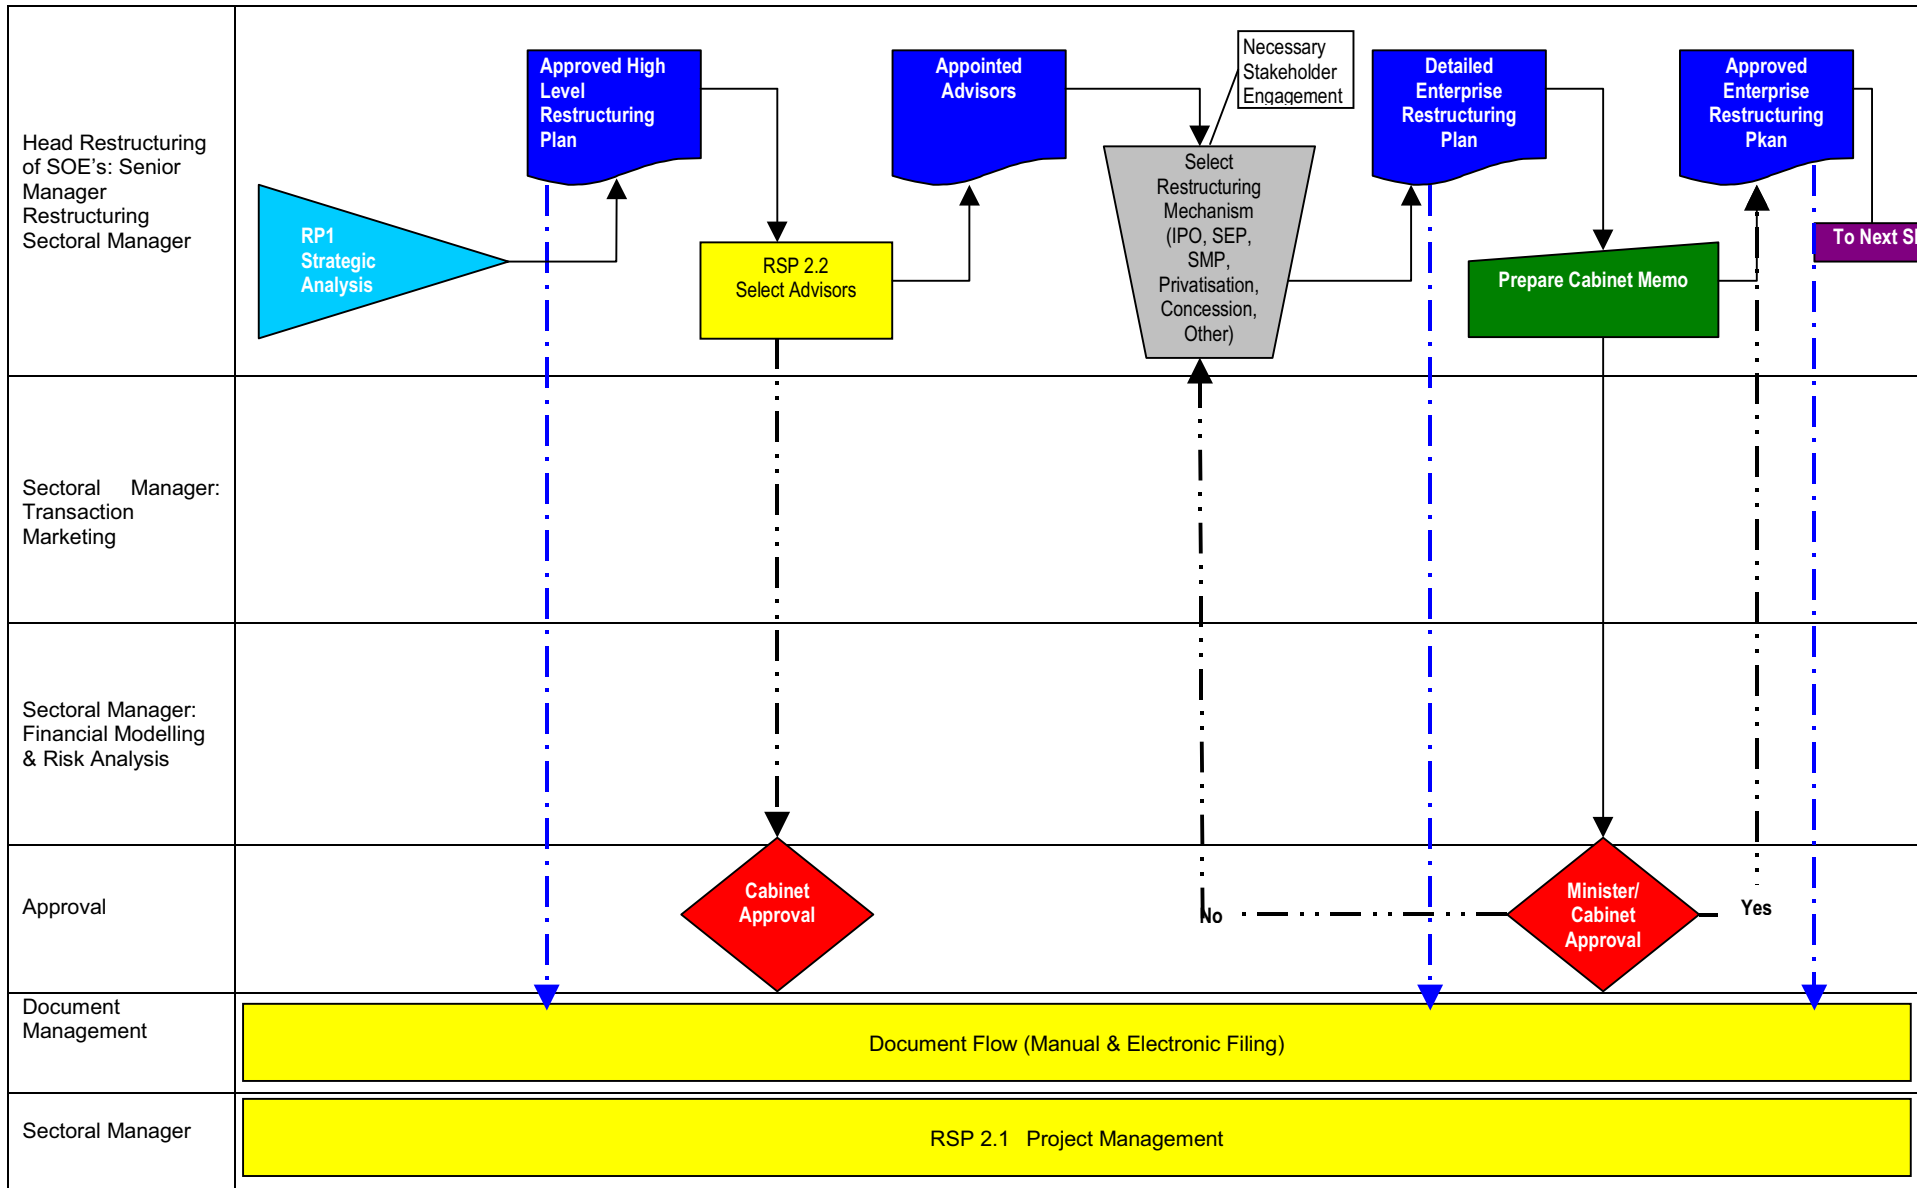 Head Restructuring
of SOE's: Senior
Manager
Restructuring
Sectoral Manager
RP1
Strategic
Analysis
Approved High
Level
Restructuring
Plan
RSP 2.2
Select Advisors
Appointed
Advisors
Necessary
Stakeholder
Engagement
Select
Restructuring
Mechanism
(IPO, SEP,
SMP,
Privatisation,
Concession,
Other)
Detailed
Enterprise
Restructuring
Plan
Prepare Cabinet Memo
Approved
Enterprise
Restructuring
Pkan
To Next
Sectoral Manager:
Transaction
Marketing
Sectoral Manager:
Financial Modelling
& Risk Analysis
Approval
Cabinet
Approval
No
Minister/
Cabinet
Approval
Yes
Document
Management
Document Flow (Manual & Electronic Filing)
Sectoral Manager
RSP 2.1 Project Management